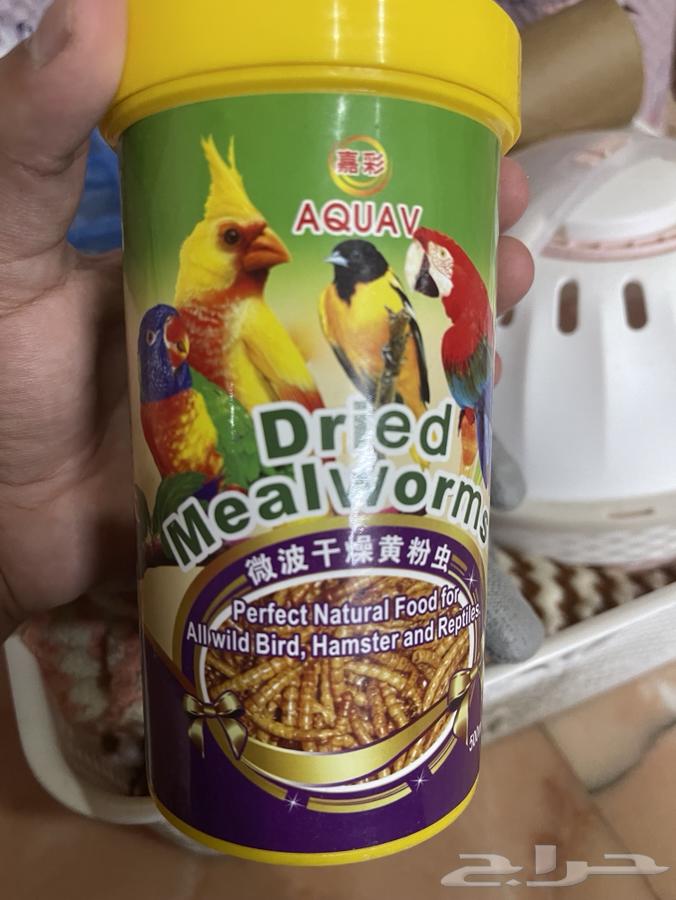 嘉彩
AQUAV
Dried
Mealworms
微波干燥黄粉虫
Perfect Natural Food for
All wild Bird, Hamster and Reptiles
حراج